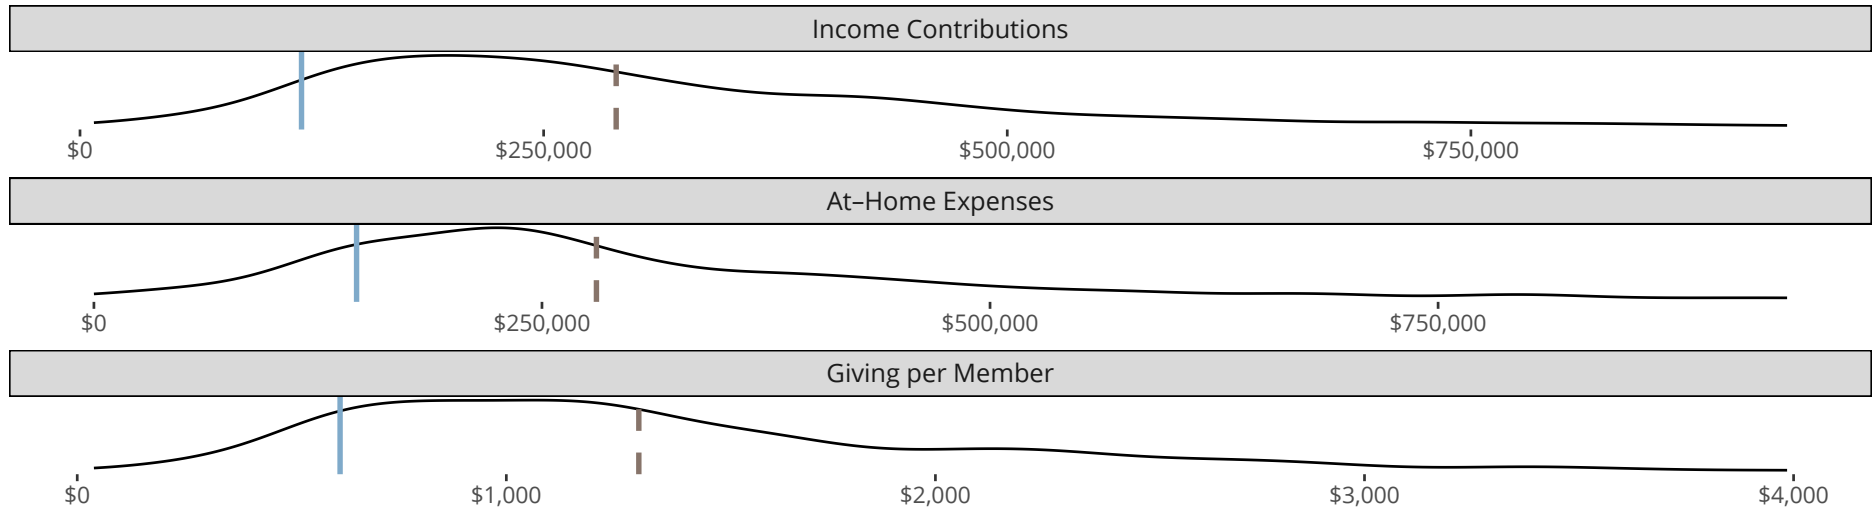 Income Contributions
$0 $250,000 $500,000 $750,000
At–Home Expenses
$0 $250,000 $500,000 $750,000
Giving per Member
$0 $1,000 $2,000 $3,000 $4,000